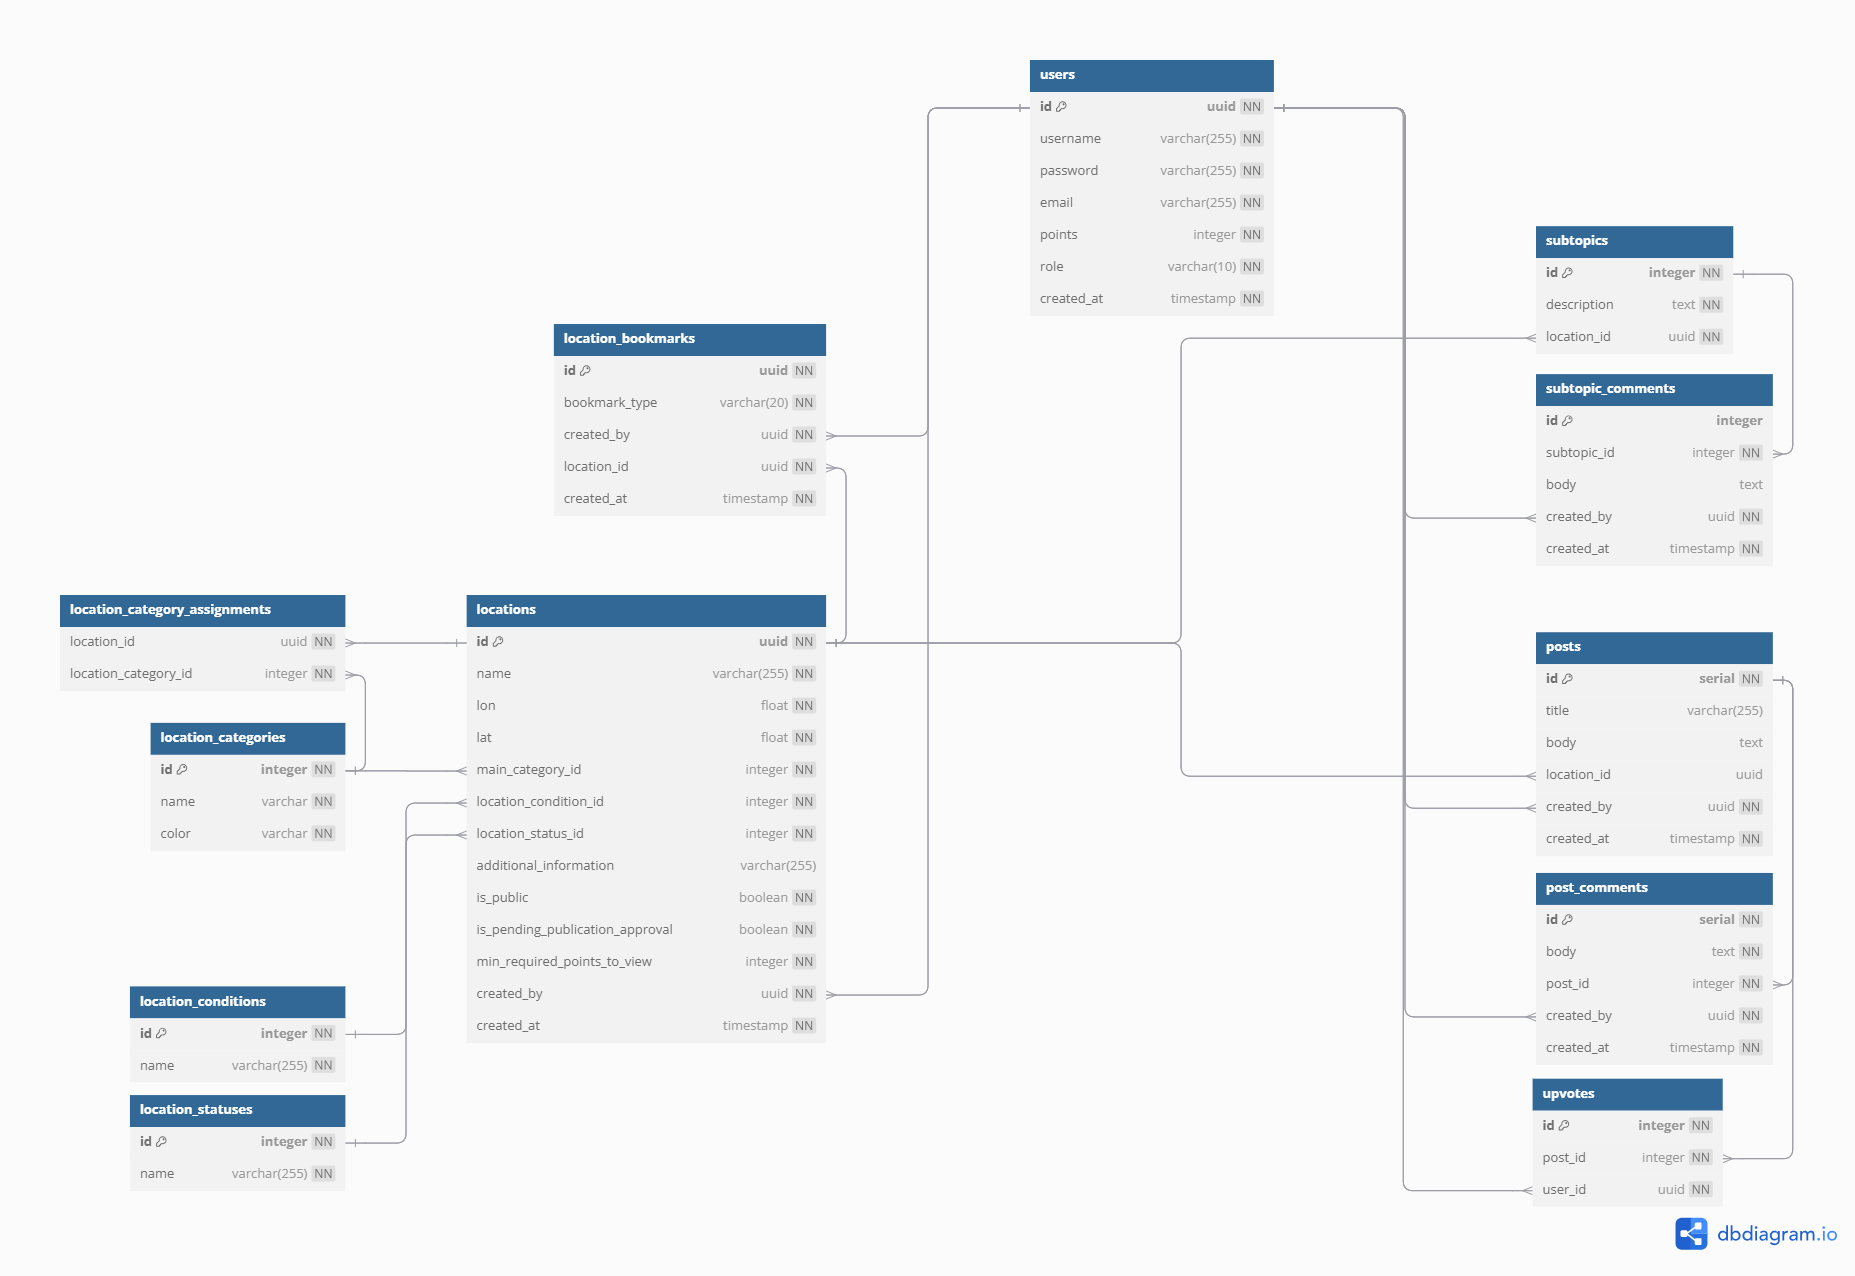 users
id uuid NN
username varchar(255) NN
password varchar(255) NN
email varchar(255) NN
points integer NN
role varchar(10) NN
created_at timestamp NN
subtopics
id integer NN
description text NN
location_id uuid NN
location_bookmarks
id uuid NN
bookmark_type varchar(20) NN
created_by uuid NN
location_id uuid NN
created_at timestamp NN
subtopic_comments
id integer
subtopic_id integer NN
body text
created_by uuid NN
created_at timestamp NN
location_category_assignments
location_id uuid NN
location_category_id integer NN
locations
id uuid NN
name varchar(255) NN
lon float NN
lat float NN
main_category_id integer NN
location_condition_id integer NN
location_status_id integer NN
additional_information varchar(255)
is_public boolean NN
is_pending_publication_approval boolean NN
min_required_points_to_view integer NN
created_by uuid NN
created_at timestamp NN
posts
id serial NN
title varchar(255)
body text
location_id uuid
created_by uuid NN
created_at timestamp NN
location_categories
id integer NN
name varchar NN
color varchar NN
post_comments
id serial NN
body text NN
post_id integer NN
created_by uuid NN
created_at timestamp NN
location_conditions
id integer NN
name varchar(255) NN
location_statuses
id integer NN
name varchar(255) NN
upvotes
id integer NN
post_id integer NN
user_id uuid NN
dbdiagram.io